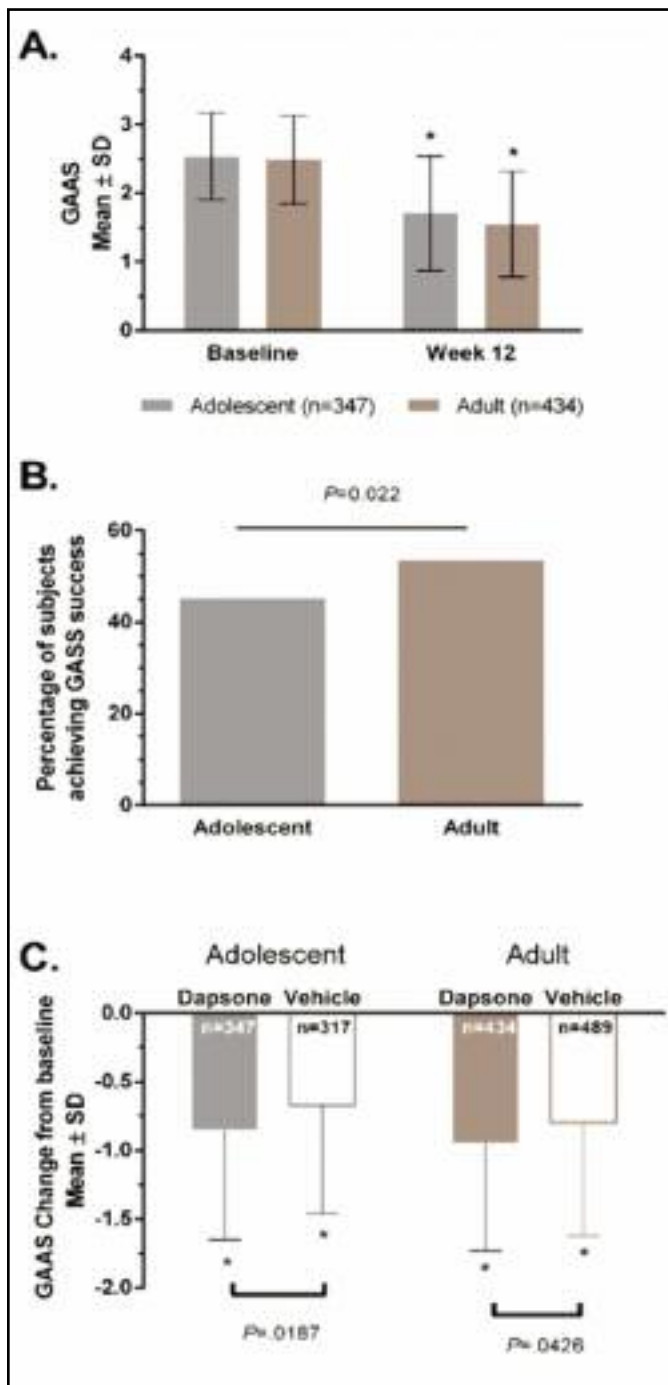 A.
GAAS
Mean ± SD
4
3
2
1
0
*
*
Baseline
Week 12
Adolescent (n=347)
Adult (n=434)
B.
P=0.022
Percentage of subjects
achieving GASS success
60
40
20
0
Adolescent
Adult
C.
Adolescent
Adult
Dapsone
Vehicle
Dapsone
Vehicle
GAAS Change from baseline
Mean ± SD
0.0
-0.5
-1.0
-1.5
-2.0
n=347
n=317
n=434
n=489
*
*
*
*
P=.0187
P=.0426